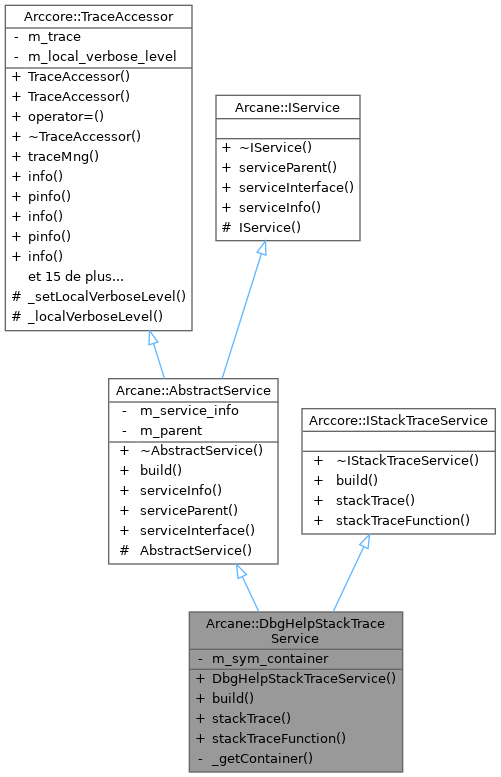 Arccore::TraceAccessor
- m_trace
- m_local_verbose_level
+ TraceAccessor()
+ TraceAccessor()
+ operator=()
+ ~TraceAccessor()
+ traceMng()
+ info()
+ pinfo()
+ info()
+ pinfo()
+ info()
et 15 de plus...
# _setLocalVerboseLevel()
# _localVerboseLevel()
Arcane::IService
+ ~IService()
+ serviceParent()
+ serviceInterface()
+ serviceInfo()
# IService()
Arcane::AbstractService
- m_service_info
- m_parent
+ ~AbstractService()
+ build()
+ serviceInfo()
+ serviceParent()
+ serviceInterface()
# AbstractService()
Arccore::IStackTraceService
+ ~IStackTraceService()
+ build()
+ stackTrace()
+ stackTraceFunction()
Arcane::DbgHelpStackTrace
Service
- m_sym_container
+ DbgHelpStackTraceService()
+ build()
+ stackTrace()
+ stackTraceFunction()
- _getContainer()